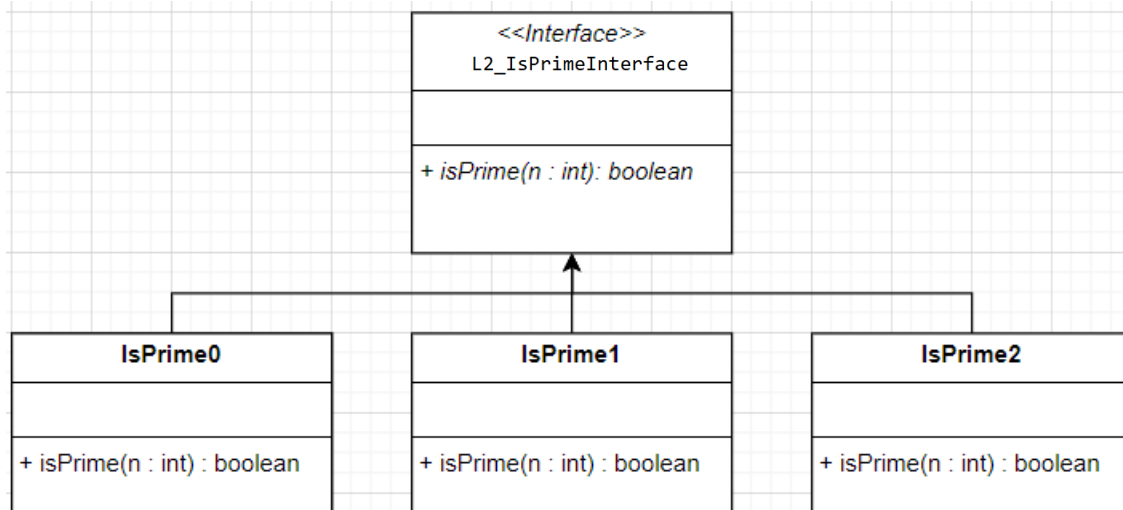 <<Interface>>
L2_IsPrimeInterface
+ isPrime(n : int): boolean
IsPrime0
+ isPrime(n : int) : boolean
IsPrime1
+ isPrime(n : int) : boolean
IsPrime2
+ isPrime(n : int) : boolean